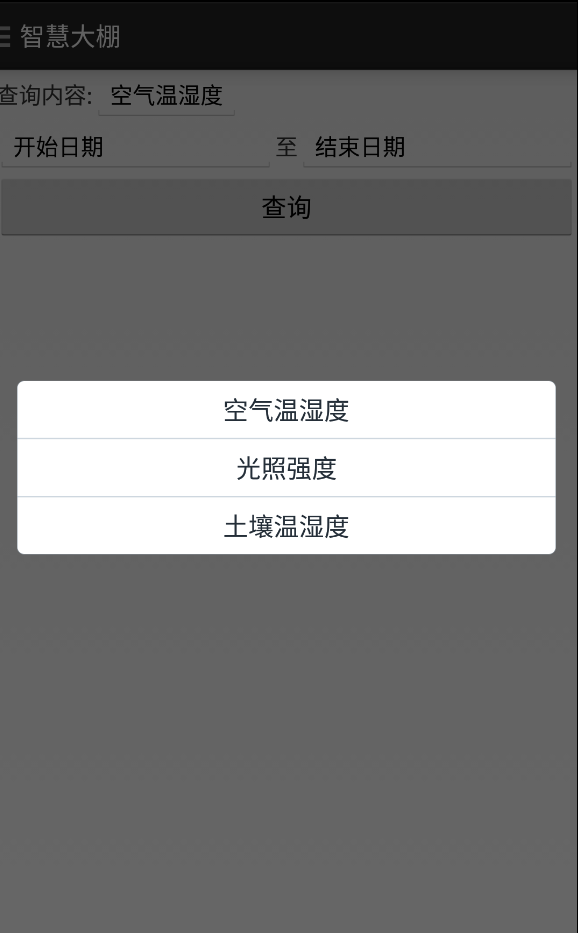 智慧大棚
查询内容: 空气温湿度
开始日期 至 结束日期
查询
空气温湿度
光照强度
土壤温湿度